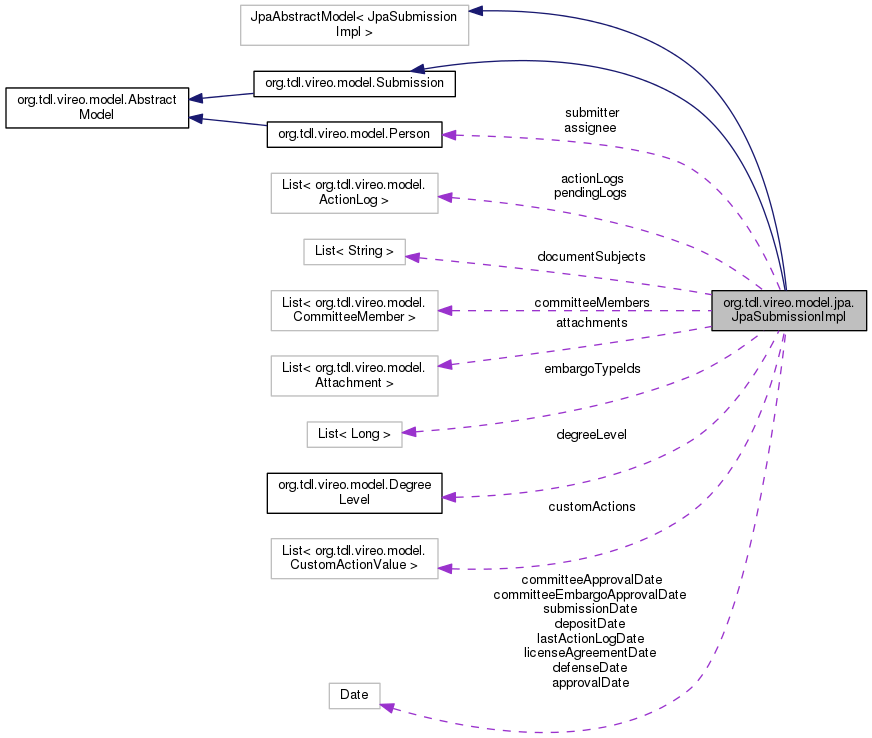 JpaAbstractModel< JpaSubmission
Impl >
org.tdl.vireo.model.Submission
org.tdl.vireo.model.Abstract
Model
org.tdl.vireo.model.Person
submitter
assignee
List< org.tdl.vireo.model.
ActionLog >
actionLogs
pendingLogs
List< String >
documentSubjects
org.tdl.vireo.model.jpa.
JpaSubmissionImpl
List< org.tdl.vireo.model.
CommitteeMember >
committeeMembers
attachments
List< org.tdl.vireo.model.
Attachment >
embargoTypeIds
List< Long >
degreeLevel
org.tdl.vireo.model.Degree
Level
customActions
List< org.tdl.vireo.model.
CustomActionValue >
committeeApprovalDate
committeeEmbargoApprovalDate
submissionDate
depositDate
lastActionLogDate
licenseAgreementDate
defenseDate
approvalDate
Date